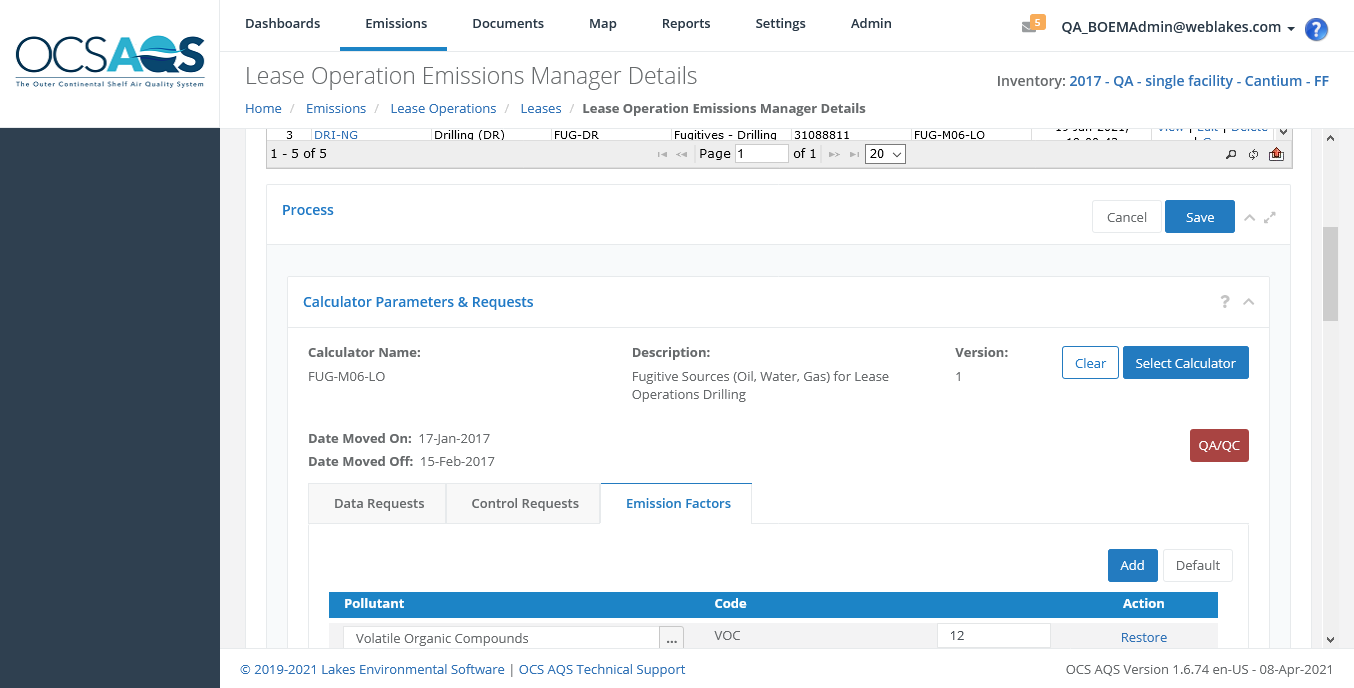 OCSAQS
The Outer Continental Shelf Air Quality System
Dashboards Emissions Documents Map Reports Settings Admin 5 QA_BOEMAdmin@weblakes.com ?
Lease Operation Emissions Manager Details
Inventory: 2017 - QA - single facility - Cantium - FF
Home / Emissions / Lease Operations / Leases / Lease Operation Emissions Manager Details
3 DRI-NG Drilling (DR) FUG-DR Fugitives - Drilling 31088811 FUG-M06-LO 19-Jan-2021, View | Edit | Delete
1 - 5 of 5 Page 1 of 1 20
Process Cancel Save
Calculator Parameters & Requests ?
Calculator Name: Description: Version:
Clear Select Calculator
FUG-M06-LO Fugitive Sources (Oil, Water, Gas) for Lease 1
Operations Drilling
Date Moved On: 17-Jan-2017
QA/QC
Date Moved Off: 15-Feb-2017
Data Requests Control Requests Emission Factors
Add Default
Pollutant Code Action
Volatile Organic Compounds ... VOC 12 Restore
© 2019-2021 Lakes Environmental Software | OCS AQS Technical Support OCS AQS Version 1.6.74 en-US - 08-Apr-2021